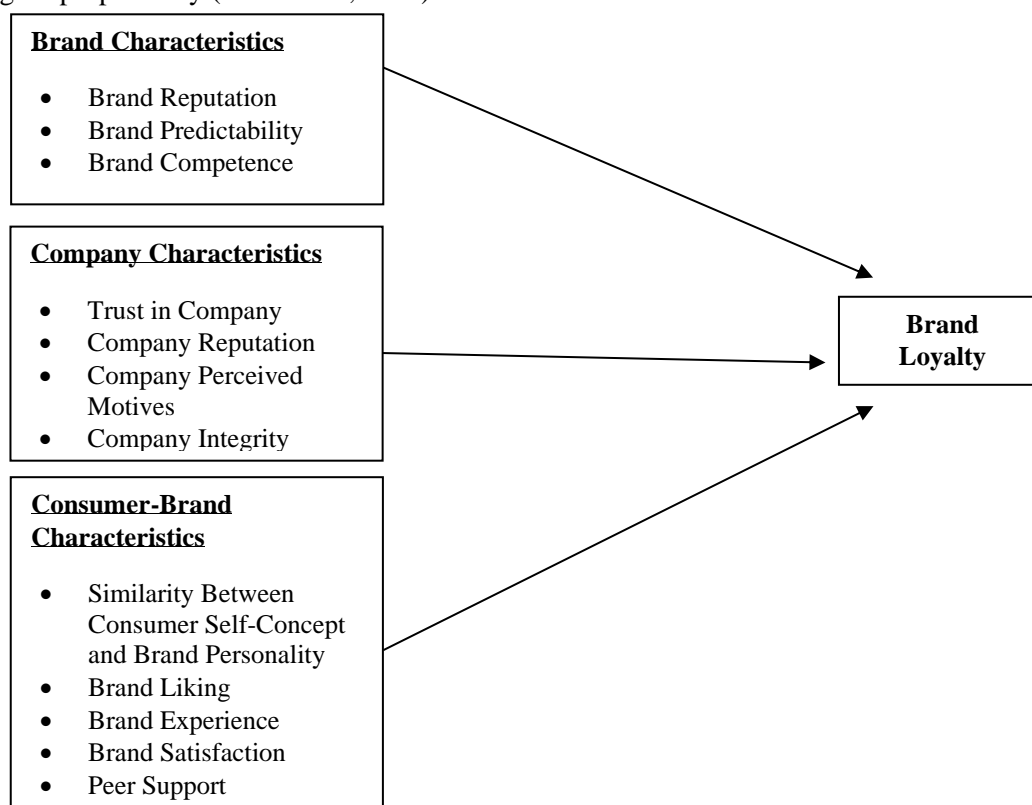 Brand Characteristics
• Brand Reputation
• Brand Predictability
• Brand Competence
Company Characteristics
• Trust in Company
• Company Reputation
• Company Perceived
Motives
• Company Integrity
Consumer-Brand
Characteristics
• Similarity Between
Consumer Self-Concept
and Brand Personality
• Brand Liking
• Brand Experience
• Brand Satisfaction
• Peer Support
Brand
Loyalty